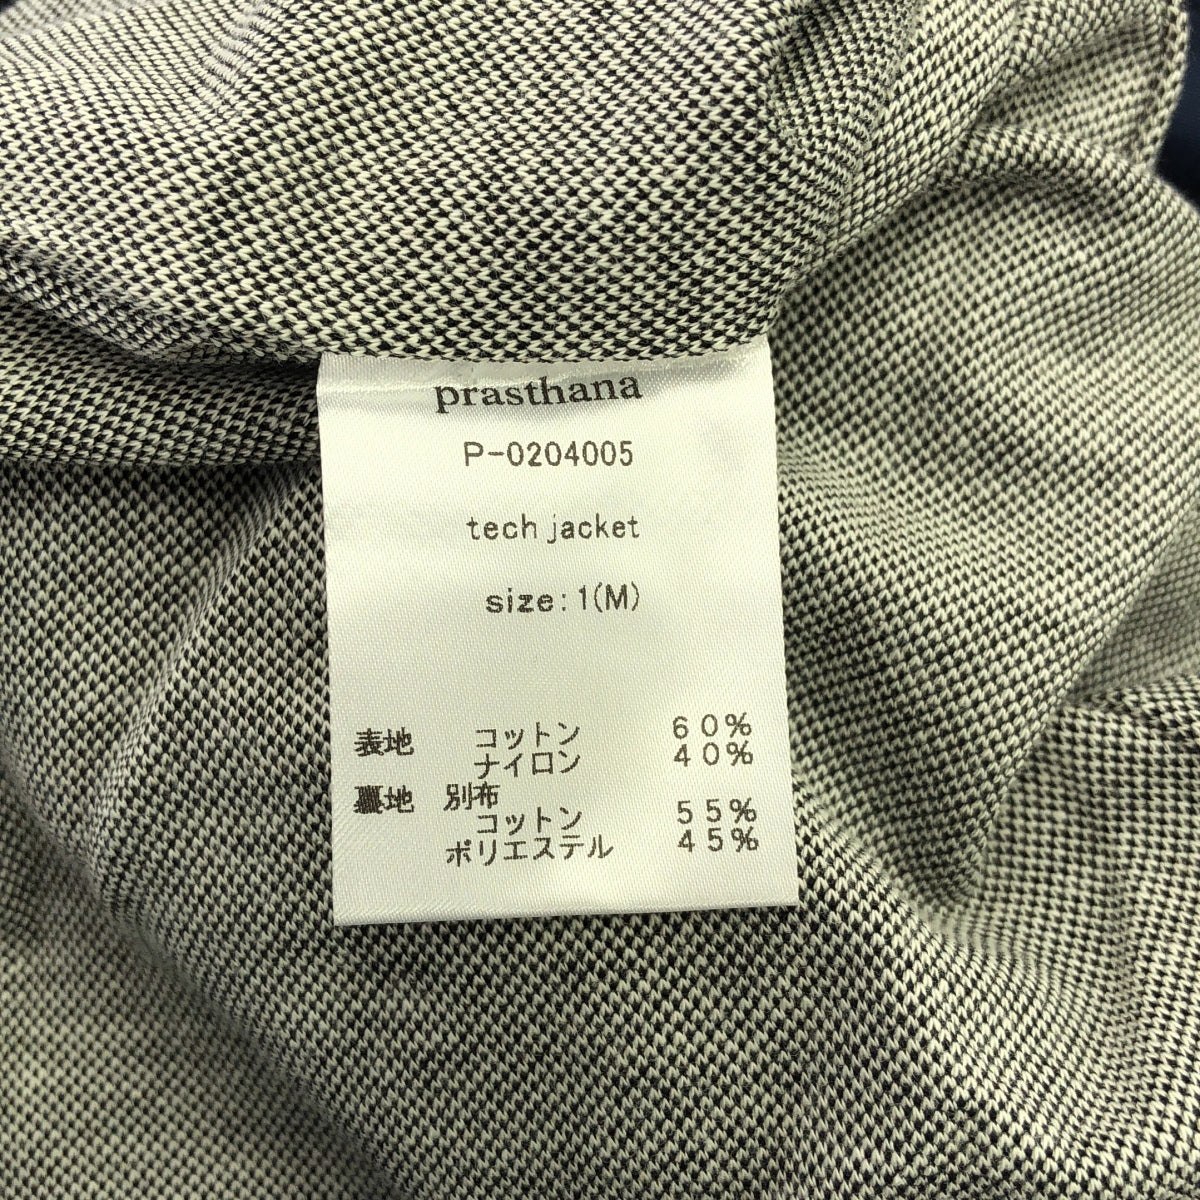 prasthana
P-0204005
tech jacket
size: 1(M)
表地 コットン 60%
ナイロン 40%
裏地 別布
コットン 55%
ポリエステル 45%